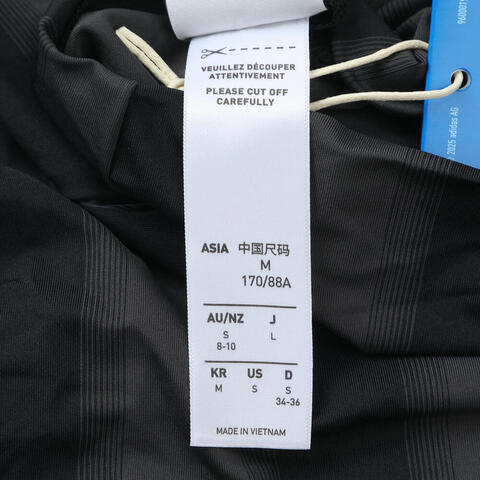 VEUILLEZ DÉCOUPER
ATTENTIVEMENT
PLEASE CUT OFF
CAREFULLY
ASIA 中国尺码
M
170/88A
AU/NZ J
S L
8-10
KR US D
M S S
34-36
MADE IN VIETNAM
2025 adidas AG